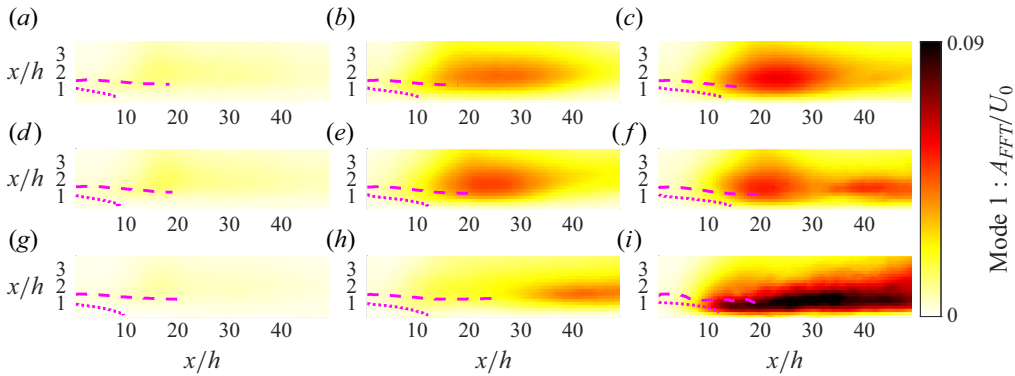 (a) (b) (c)
x/h 3 2 1 3 2 1 3 2 1 0.09
10 20 30 40 10 20 30 40 10 20 30 40
(d) (e) (f)
x/h 3 2 1 3 2 1 3 2 1
10 20 30 40 10 20 30 40 10 20 30 40
(g) (h) (i)
x/h 3 2 1 3 2 1 3 2 1 0
10 20 30 40 10 20 30 40 10 20 30 40
x/h x/h x/h
Mode 1 : A_FFT/U_0